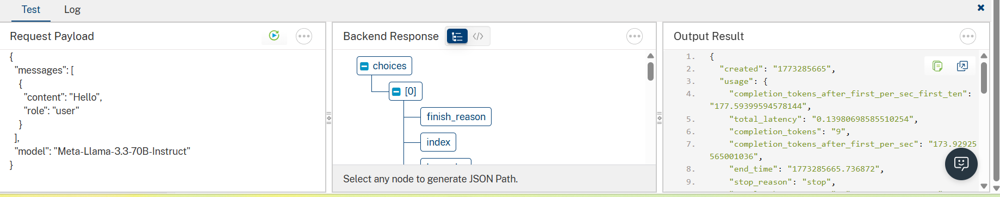 Test Log
Request Payload
{
"messages": [
{
"content": "Hello",
"role": "user"
}
],
"model": "Meta-Llama-3.3-70B-Instruct"
}
Backend Response </>
choices
[0]
finish_reason
index
Select any node to generate JSON Path.
Output Result
1. {
2. "created": "1773285665",
3. "usage": {
4. "completion_tokens_after_first_per_sec_first_ten":
"177.59399594578144",
5. "total_latency": "0.13980698585510254",
6. "completion_tokens": "9",
7. "completion_tokens_after_first_per_sec": "173.92925
565001036",
8. "end_time": "1773285665.736872",
9. "stop_reason": "stop",